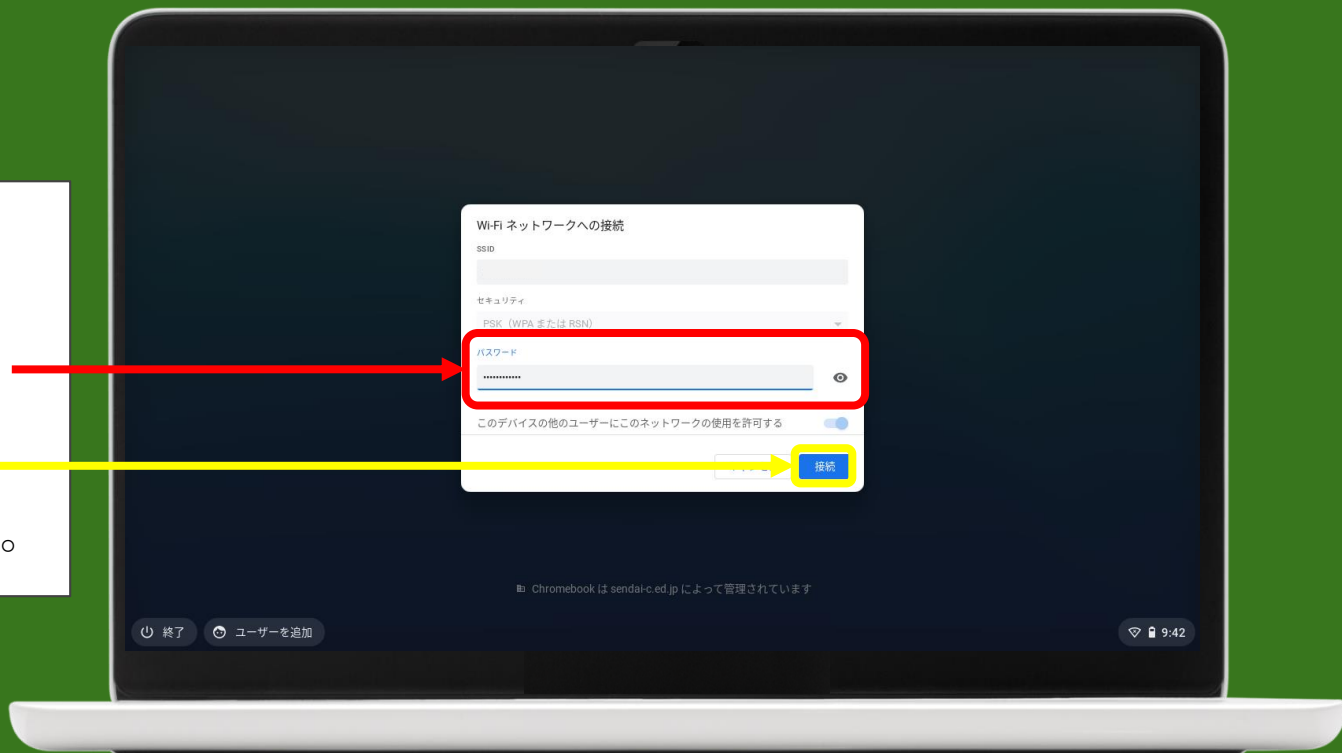 Wi-Fi ネットワークへの接続
SSID
セキュリティ
PSK（WPA または RSN）
パスワード
••••••••••••
このデバイスの他のユーザーにこのネットワークの使用を許可する
接続
。
Chromebook は sendai-c.ed.jp によって管理されています
終了
ユーザーを追加
9:42